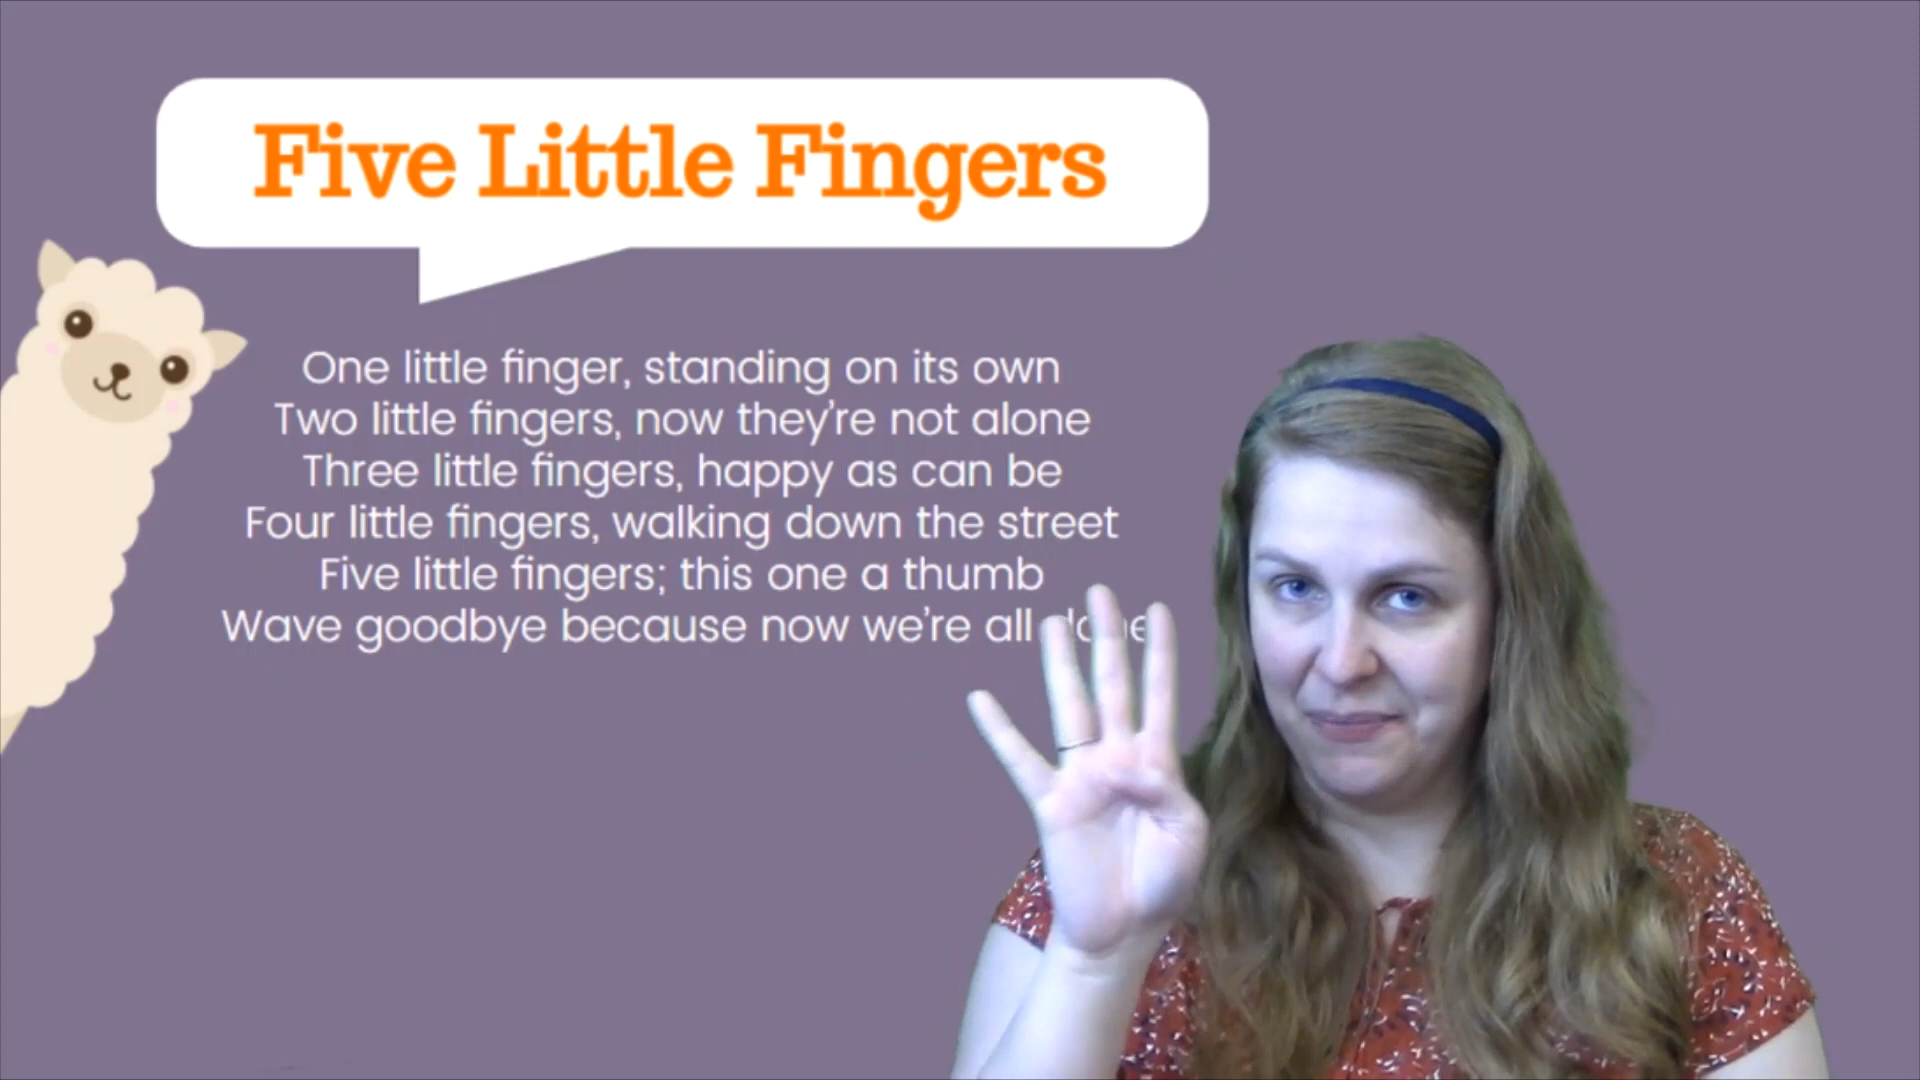 Five Little Fingers
One little finger, standing on its own
Two little fingers, now they're not alone
Three little fingers, happy as can be
Four little fingers, walking down the street
Five little fingers; this one a thumb
Wave goodbye because now we're all